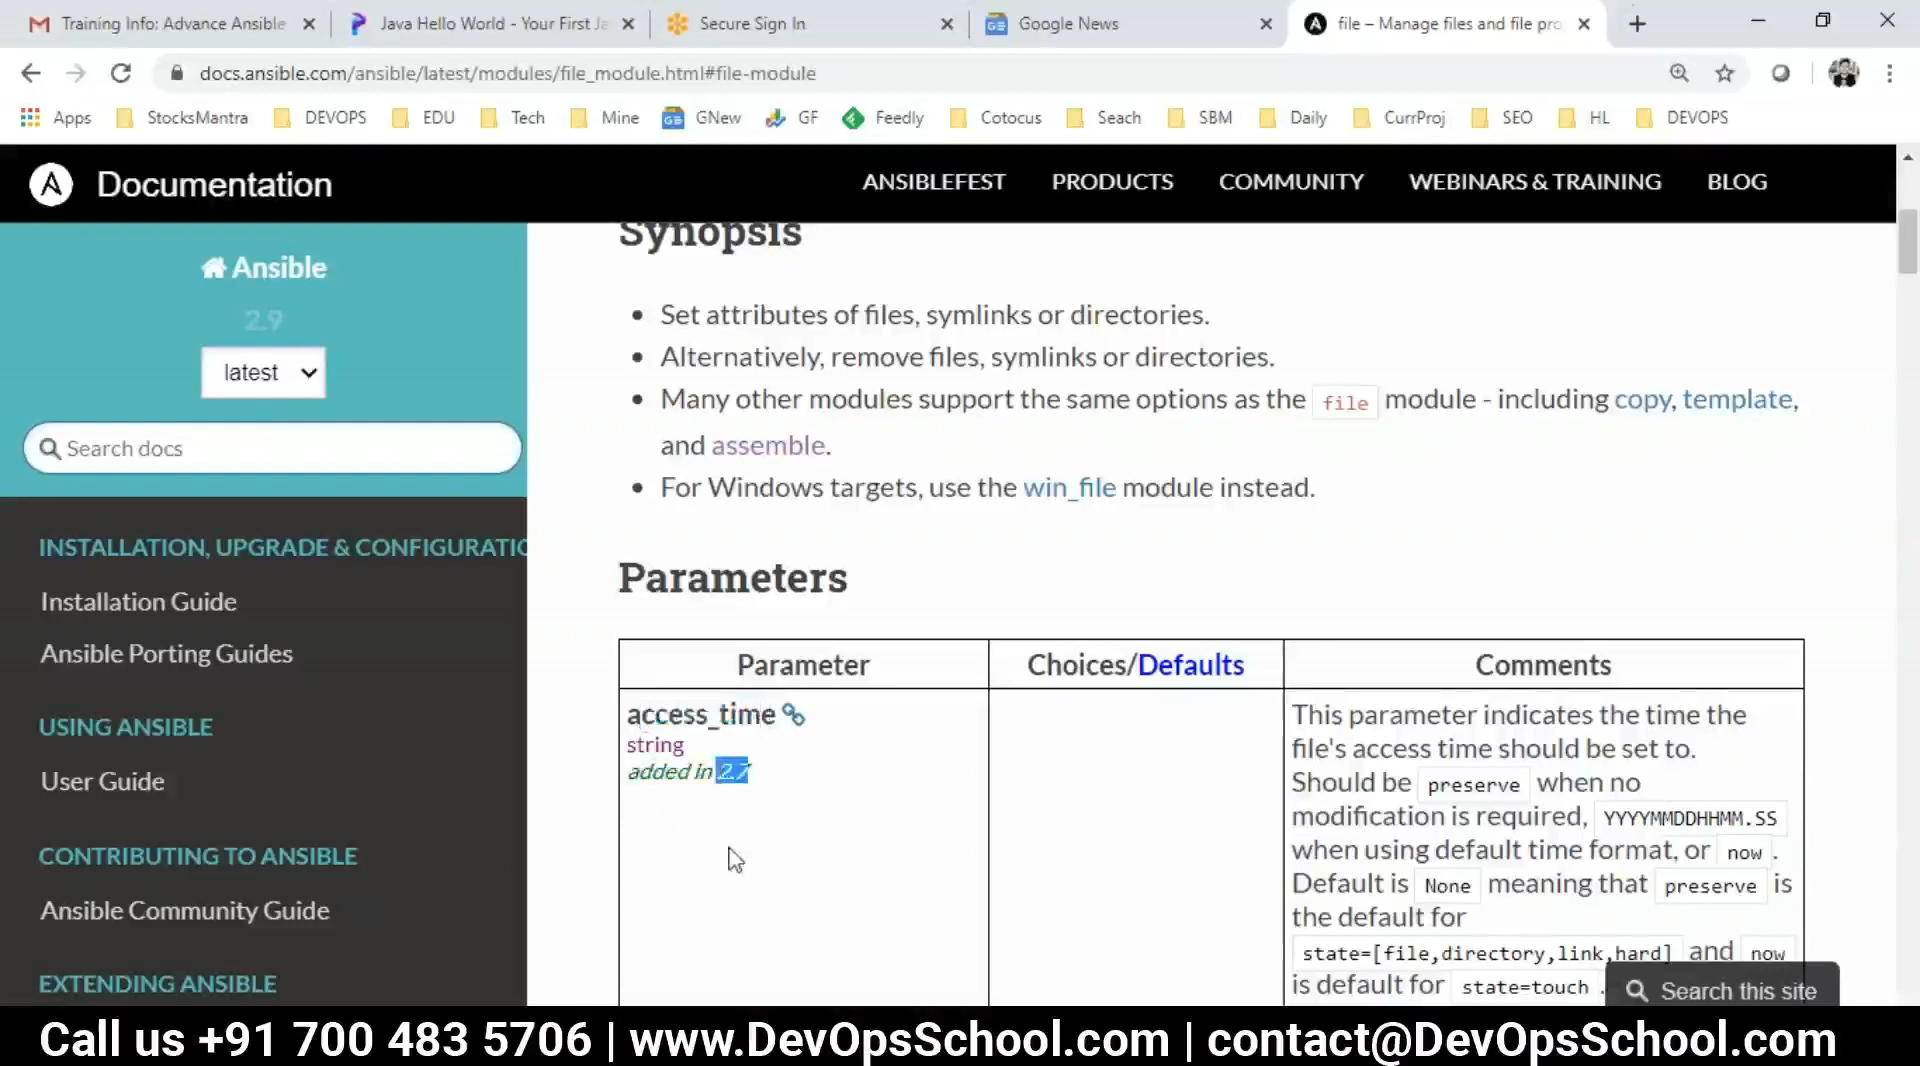 Training Info: Advance Ansible
Java Hello World - Your First Ja
Secure Sign In
Google News
file – Manage files and file pro
docs.ansible.com/ansible/latest/modules/file_module.html#file-module
Apps StocksMantra DEVOPS EDU Tech Mine GNew GF Feedly Cotocus Seach SBM Daily CurrProj SEO HL DEVOPS
Documentation
ANSIBLEFEST PRODUCTS COMMUNITY WEBINARS & TRAINING BLOG
Ansible
2.9
latest
Search docs
INSTALLATION, UPGRADE & CONFIGURATIO
Installation Guide
Ansible Porting Guides
USING ANSIBLE
User Guide
CONTRIBUTING TO ANSIBLE
Ansible Community Guide
EXTENDING ANSIBLE
Synopsis
• Set attributes of files, symlinks or directories.
• Alternatively, remove files, symlinks or directories.
• Many other modules support the same options as the file module - including copy, template,
and assemble.
• For Windows targets, use the win_file module instead.
Parameters
Parameter Choices/Defaults Comments
access_time
string
added in 2.7
This parameter indicates the time the
file's access time should be set to.
Should be preserve when no
modification is required, YYYYMMDDHHMM.SS
when using default time format, or now .
Default is None meaning that preserve is
the default for
state=[file,directory,link,hard] and now
is default for state=touch .
Search this site
Call us +91 700 483 5706 | www.DevOpsSchool.com | contact@DevOpsSchool.com